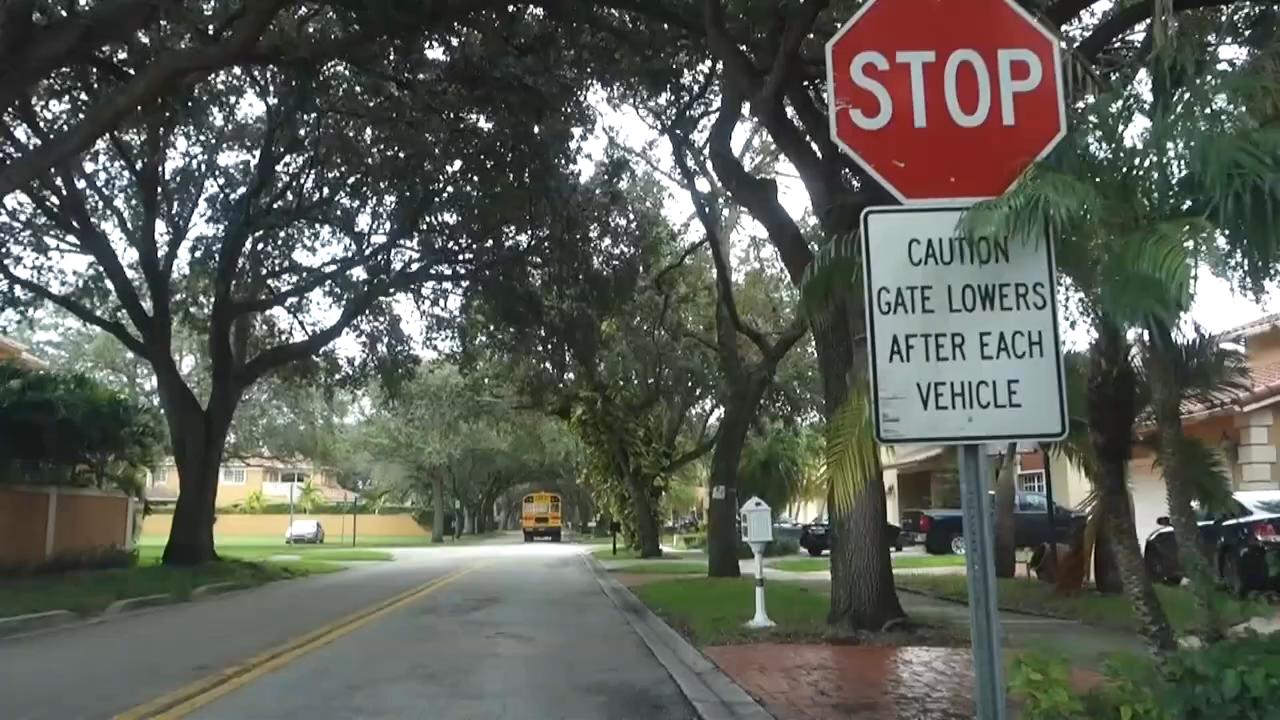 STOP
CAUTION
GATE LOWERS
AFTER EACH
VEHICLE